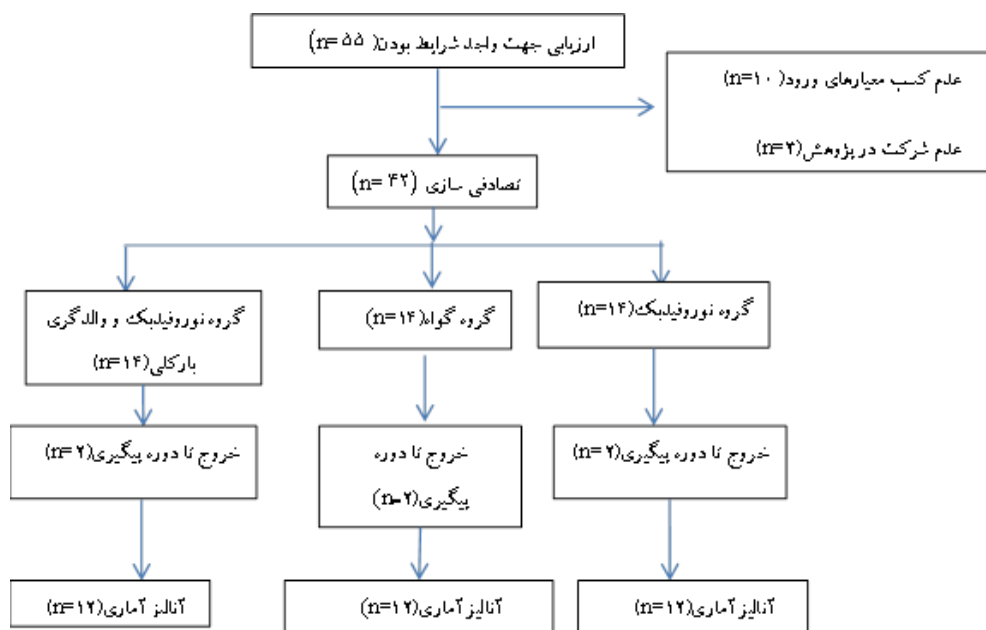 ارزیابی جهت واجد شرایط بودن(n=۵۵)
عدم کسب معیارهای ورود(n=۱۰)
عدم شرکت در پژوهش(n=۳)
تصادفی سازی (n=۴۲)
گروه نوروفیدبک(n=۱۴)
گروه گواه(n=۱۴)
گروه نوروفیدبک و والدگری
بارکلی(n=۱۴)
خروج تا دوره پیگیری(n=۲)
خروج تا دوره
پیگیری(n=۲)
خروج تا دوره پیگیری(n=۲)
آنالیز آماری(n=۱۲)
آنالیز آماری(n=۱۲)
آنالیز آماری(n=۱۲)